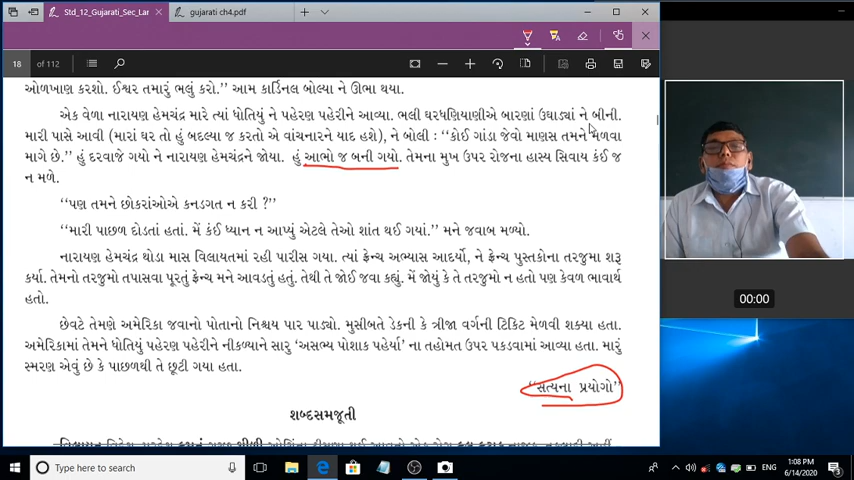 Std_12_Gujarati_Sec_Lar
gujarati ch4.pdf
18 of 112
ઓળખાણ કરશો. ઈશ્વર તમારું ભલું કરો.” આમ કાર્ડિનલ બોલ્યા ને ઊભા થયા.
એક વેળા નારાયણ હેમચંદ્ર મારે ત્યાં ધોતિયું ને પહેરણ પહેરીને આવ્યા. ભલી ઘરધણિયાણીએ બારણાં ઉઘાડ્યાં ને બીની.
મારી પાસે આવી (મારાં ઘર તો હું બદલ્યા જ કરતો એ વાંચનારને યાદ હશે), ને બોલી : “કોઈ ગાંડા જેવો માણસ તમને મળવા
માગે છે.” હું દરવાજે ગયો ને નારાયણ હેમચંદ્રને જોયા. હું આભો જ બની ગયો. તેમના મુખ ઉપર રોજના હાસ્ય સિવાય કંઈ જ
ન મળે.
“પણ તમને છોકરાંઓએ કનડગત ન કરી ?”
“મારી પાછળ દોડતાં હતાં. મેં કંઈ ધ્યાન ન આપ્યું એટલે તેઓ શાંત થઈ ગયાં.” મને જવાબ મળ્યો.
નારાયણ હેમચંદ્ર થોડા માસ વિલાયતમાં રહી પારીસ ગયા. ત્યાં ફ્રેન્ચ અભ્યાસ આદર્યો, ને ફ્રેન્ચ પુસ્તકોના તરજુમા શરૂ
કર્યા. તેમનો તરજુમો તપાસવા પૂરતું ફ્રેન્ચ મને આવડતું હતું. તેથી તે જોઈ જવા કહ્યું. મેં જોયું કે તે તરજુમો ન હતો પણ કેવળ ભાવાર્થ
હતો.
છેવટે તેમણે અમેરિકા જવાનો પોતાનો નિશ્ચય પાર પાડ્યો. મુસીબતે ડેકની કે ત્રીજા વર્ગની ટિકિટ મેળવી શક્યા હતા.
અમેરિકામાં તેમને ધોતિયું પહેરણ પહેરીને નીકળ્યાને સારુ ‘અસભ્ય પોશાક પહેર્યા’ ના તહોમત ઉપર પકડવામાં આવ્યા હતા. મારું
સ્મરણ એવું છે કે પાછળથી તે છૂટી ગયા હતા.
“સત્યના પ્રયોગો”
શબ્દસમજૂતી
00:00
Type here to search
ENG
1:08 PM
6/14/2020